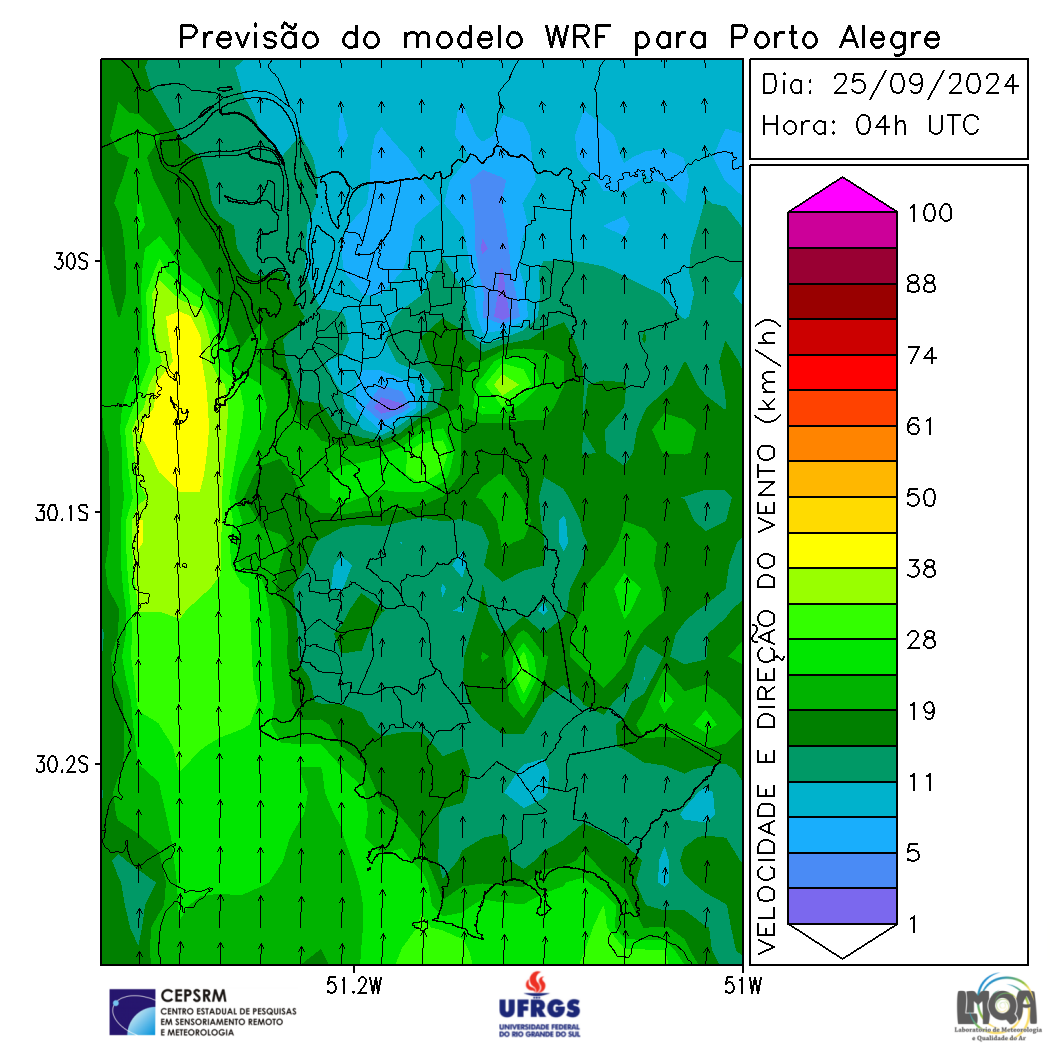 Previsão do modelo WRF para Porto Alegre
Dia: 25/09/2024
Hora: 04h UTC
30S
30.1S
30.2S
51.2W
51W
VELOCIDADE E DIREÇÃO DO VENTO (km/h)
100
88
74
61
50
38
28
19
11
5
1
CEPSRM
CENTRO ESTADUAL DE PESQUISAS
EM SENSORIAMENTO REMOTO
E METEOROLOGIA
UFRGS
UNIVERSIDADE FEDERAL
DO RIO GRANDE DO SUL
LMQA
Laboratório de Meteorologia
e Qualidade do Ar